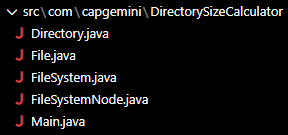 src\com\capgemini\DirectorySizeCalculator
Directory.java
File.java
FileSystem.java
FileSystemNode.java
Main.java